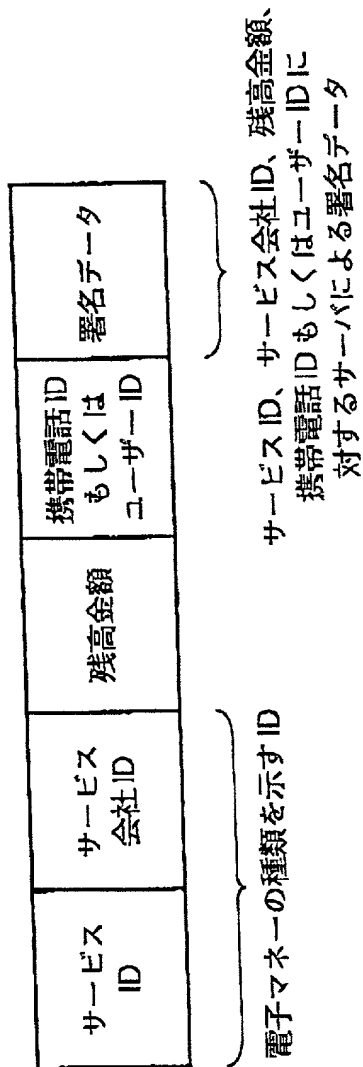 サービス
ID
サービス
会社ID
残高金額
携帯電話ID
もしくは
ユーザーID
署名データ
電子マネーの種類を示すID
サービスID、サービス会社ID、残高金額、
携帯電話IDもしくはユーザーIDに
対するサーバによる署名データ